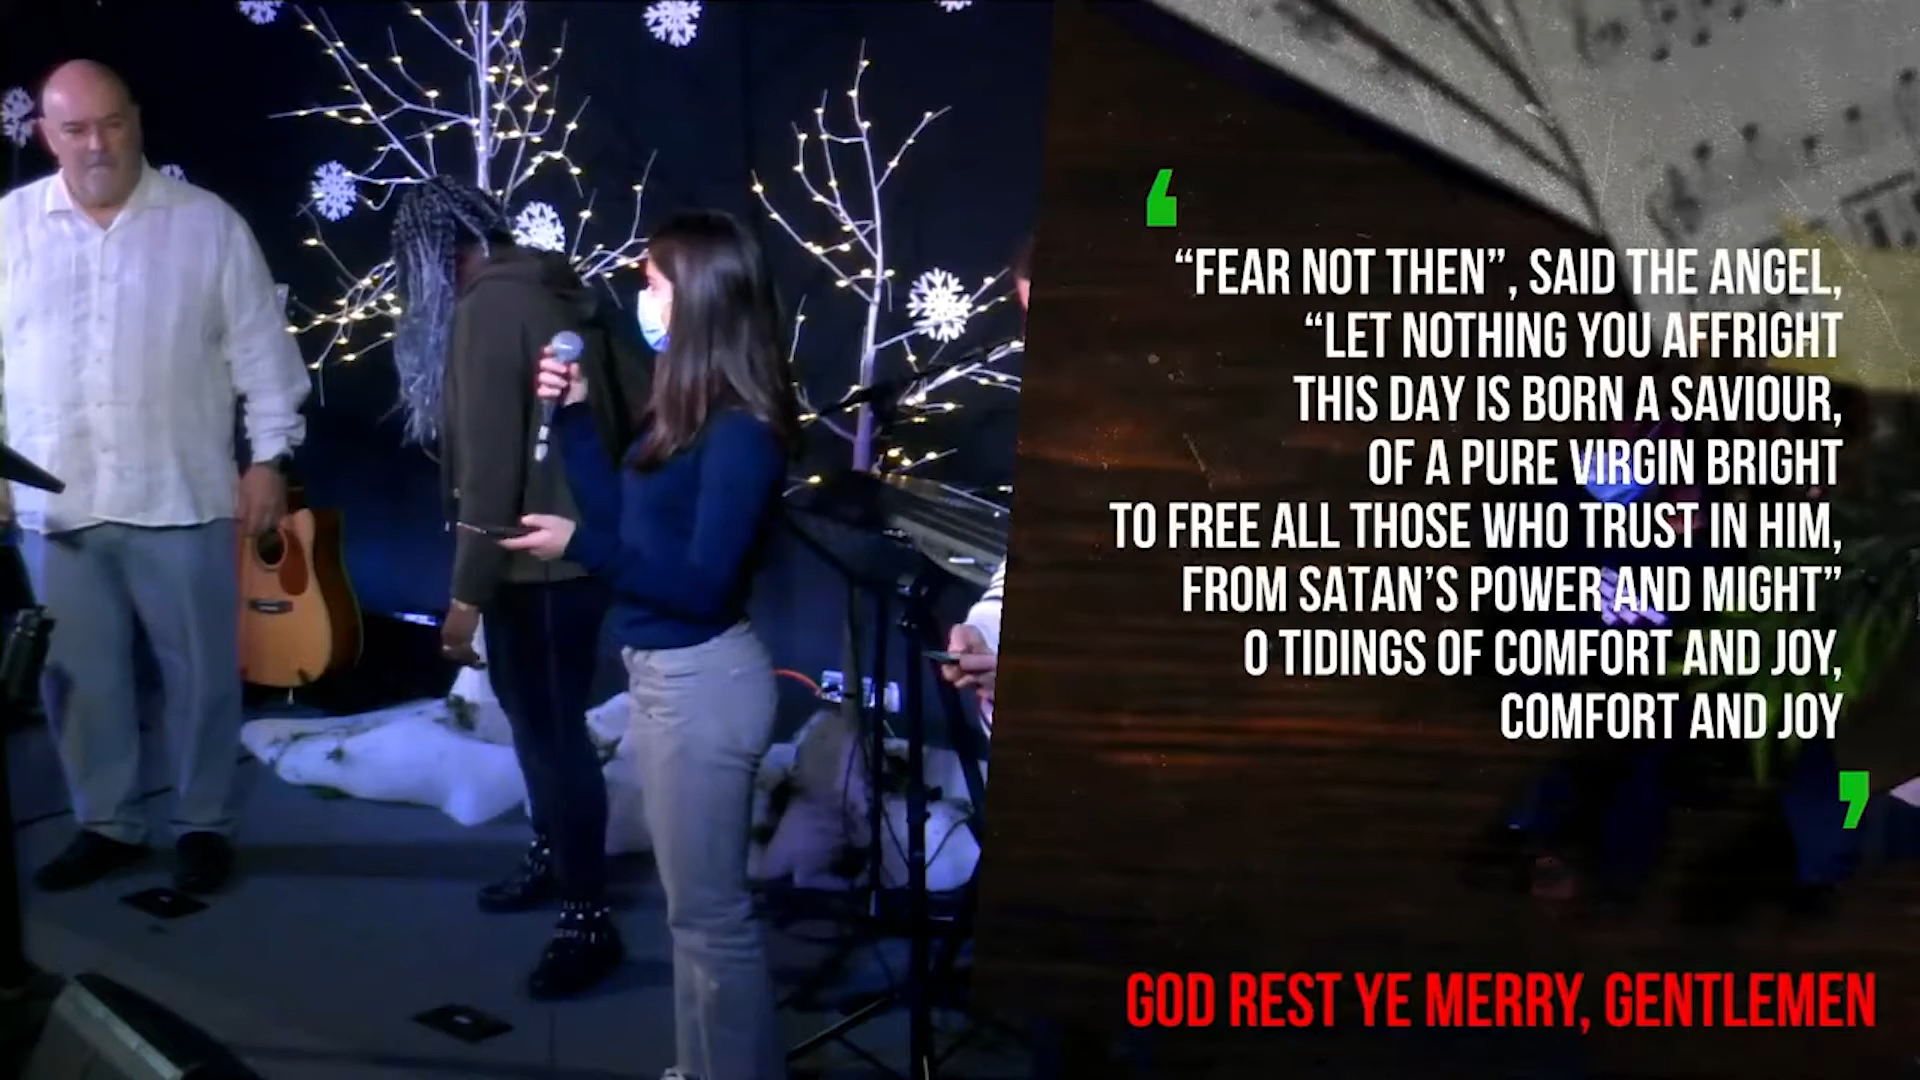 “FEAR NOT THEN”, SAID THE ANGEL,
“LET NOTHING YOU AFFRIGHT
THIS DAY IS BORN A SAVIOUR,
OF A PURE VIRGIN BRIGHT
TO FREE ALL THOSE WHO TRUST IN HIM,
FROM SATAN’S POWER AND MIGHT”
O TIDINGS OF COMFORT AND JOY,
COMFORT AND JOY
GOD REST YE MERRY, GENTLEMEN